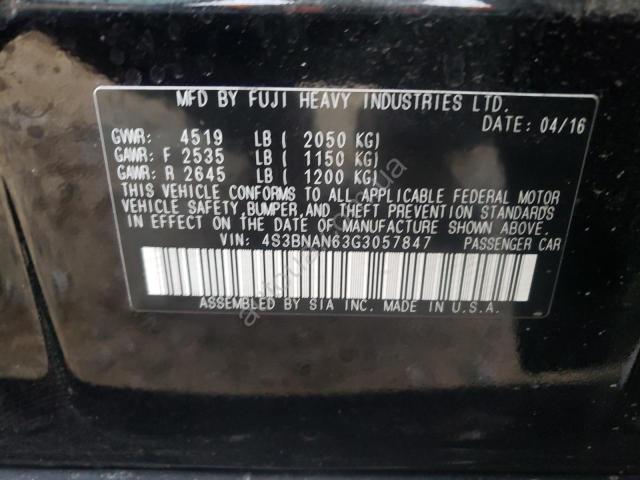 MFD BY FUJI HEAVY INDUSTRIES LTD.
DATE: 04/16
GVWR: 4519 LB ( 2050 KG)
GAWR: F 2535 LB ( 1150 KG)
GAWR: R 2645 LB ( 1200 KG)
THIS VEHICLE CONFORMS TO ALL APPLICABLE FEDERAL MOTOR
VEHICLE SAFETY,BUMPER,AND THEFT PREVENTION STANDARDS
IN EFFECT ON THE DATE OF MANUFACTURE SHOWN ABOVE.
VIN: 4S3BNAN63G3057847 PASSENGER CAR
ASSEMBLED BY SIA INC. MADE IN U.S.A.